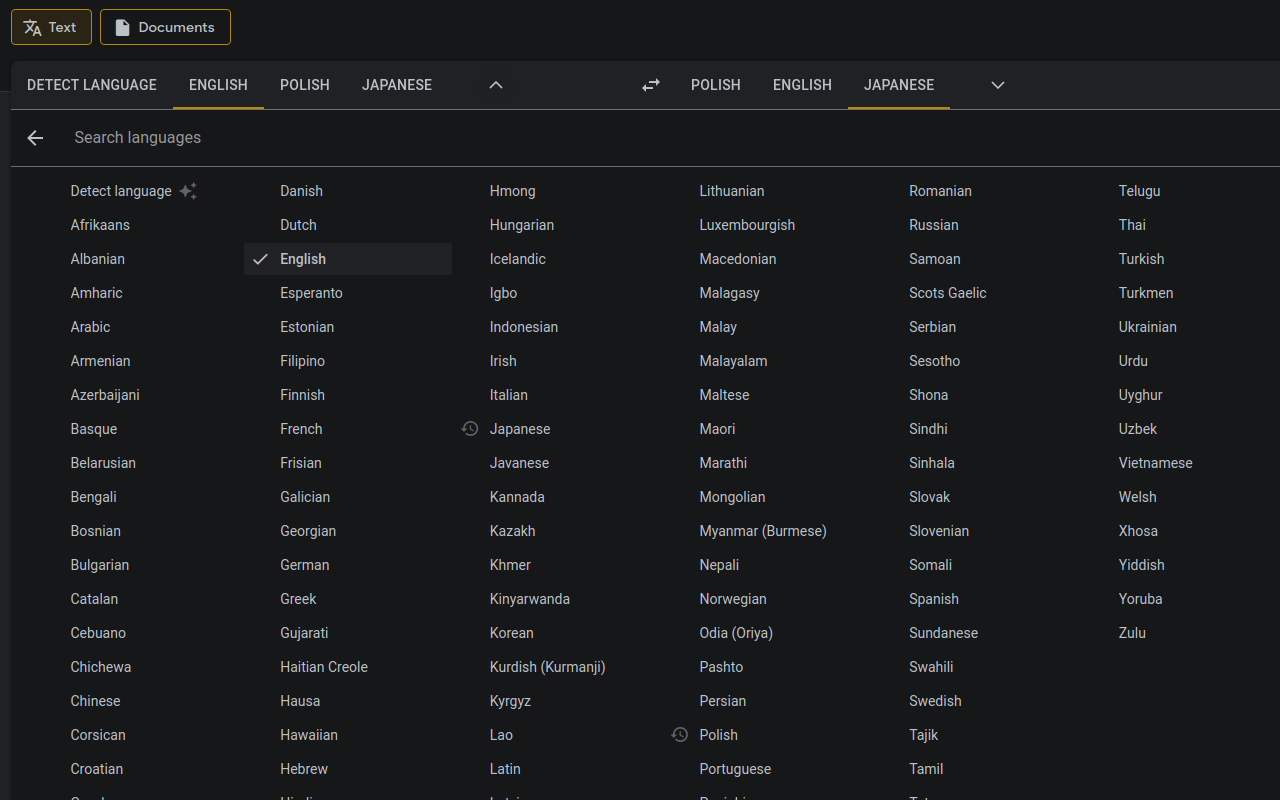 Text Documents
DETECT LANGUAGE ENGLISH POLISH JAPANESE POLISH ENGLISH JAPANESE
Search languages
Detect language Danish Hmong Lithuanian Romanian Telugu
Afrikaans Dutch Hungarian Luxembourgish Russian Thai
Albanian English Icelandic Macedonian Samoan Turkish
Amharic Esperanto Igbo Malagasy Scots Gaelic Turkmen
Arabic Estonian Indonesian Malay Serbian Ukrainian
Armenian Filipino Irish Malayalam Sesotho Urdu
Azerbaijani Finnish Italian Maltese Shona Uyghur
Basque French Japanese Maori Sindhi Uzbek
Belarusian Frisian Javanese Marathi Sinhala Vietnamese
Bengali Galician Kannada Mongolian Slovak Welsh
Bosnian Georgian Kazakh Myanmar (Burmese) Slovenian Xhosa
Bulgarian German Khmer Nepali Somali Yiddish
Catalan Greek Kinyarwanda Norwegian Spanish Yoruba
Cebuano Gujarati Korean Odia (Oriya) Sundanese Zulu
Chichewa Haitian Creole Kurdish (Kurmanji) Pashto Swahili
Chinese Hausa Kyrgyz Persian Swedish
Corsican Hawaiian Lao Polish Tajik
Croatian Hebrew Latin Portuguese Tamil